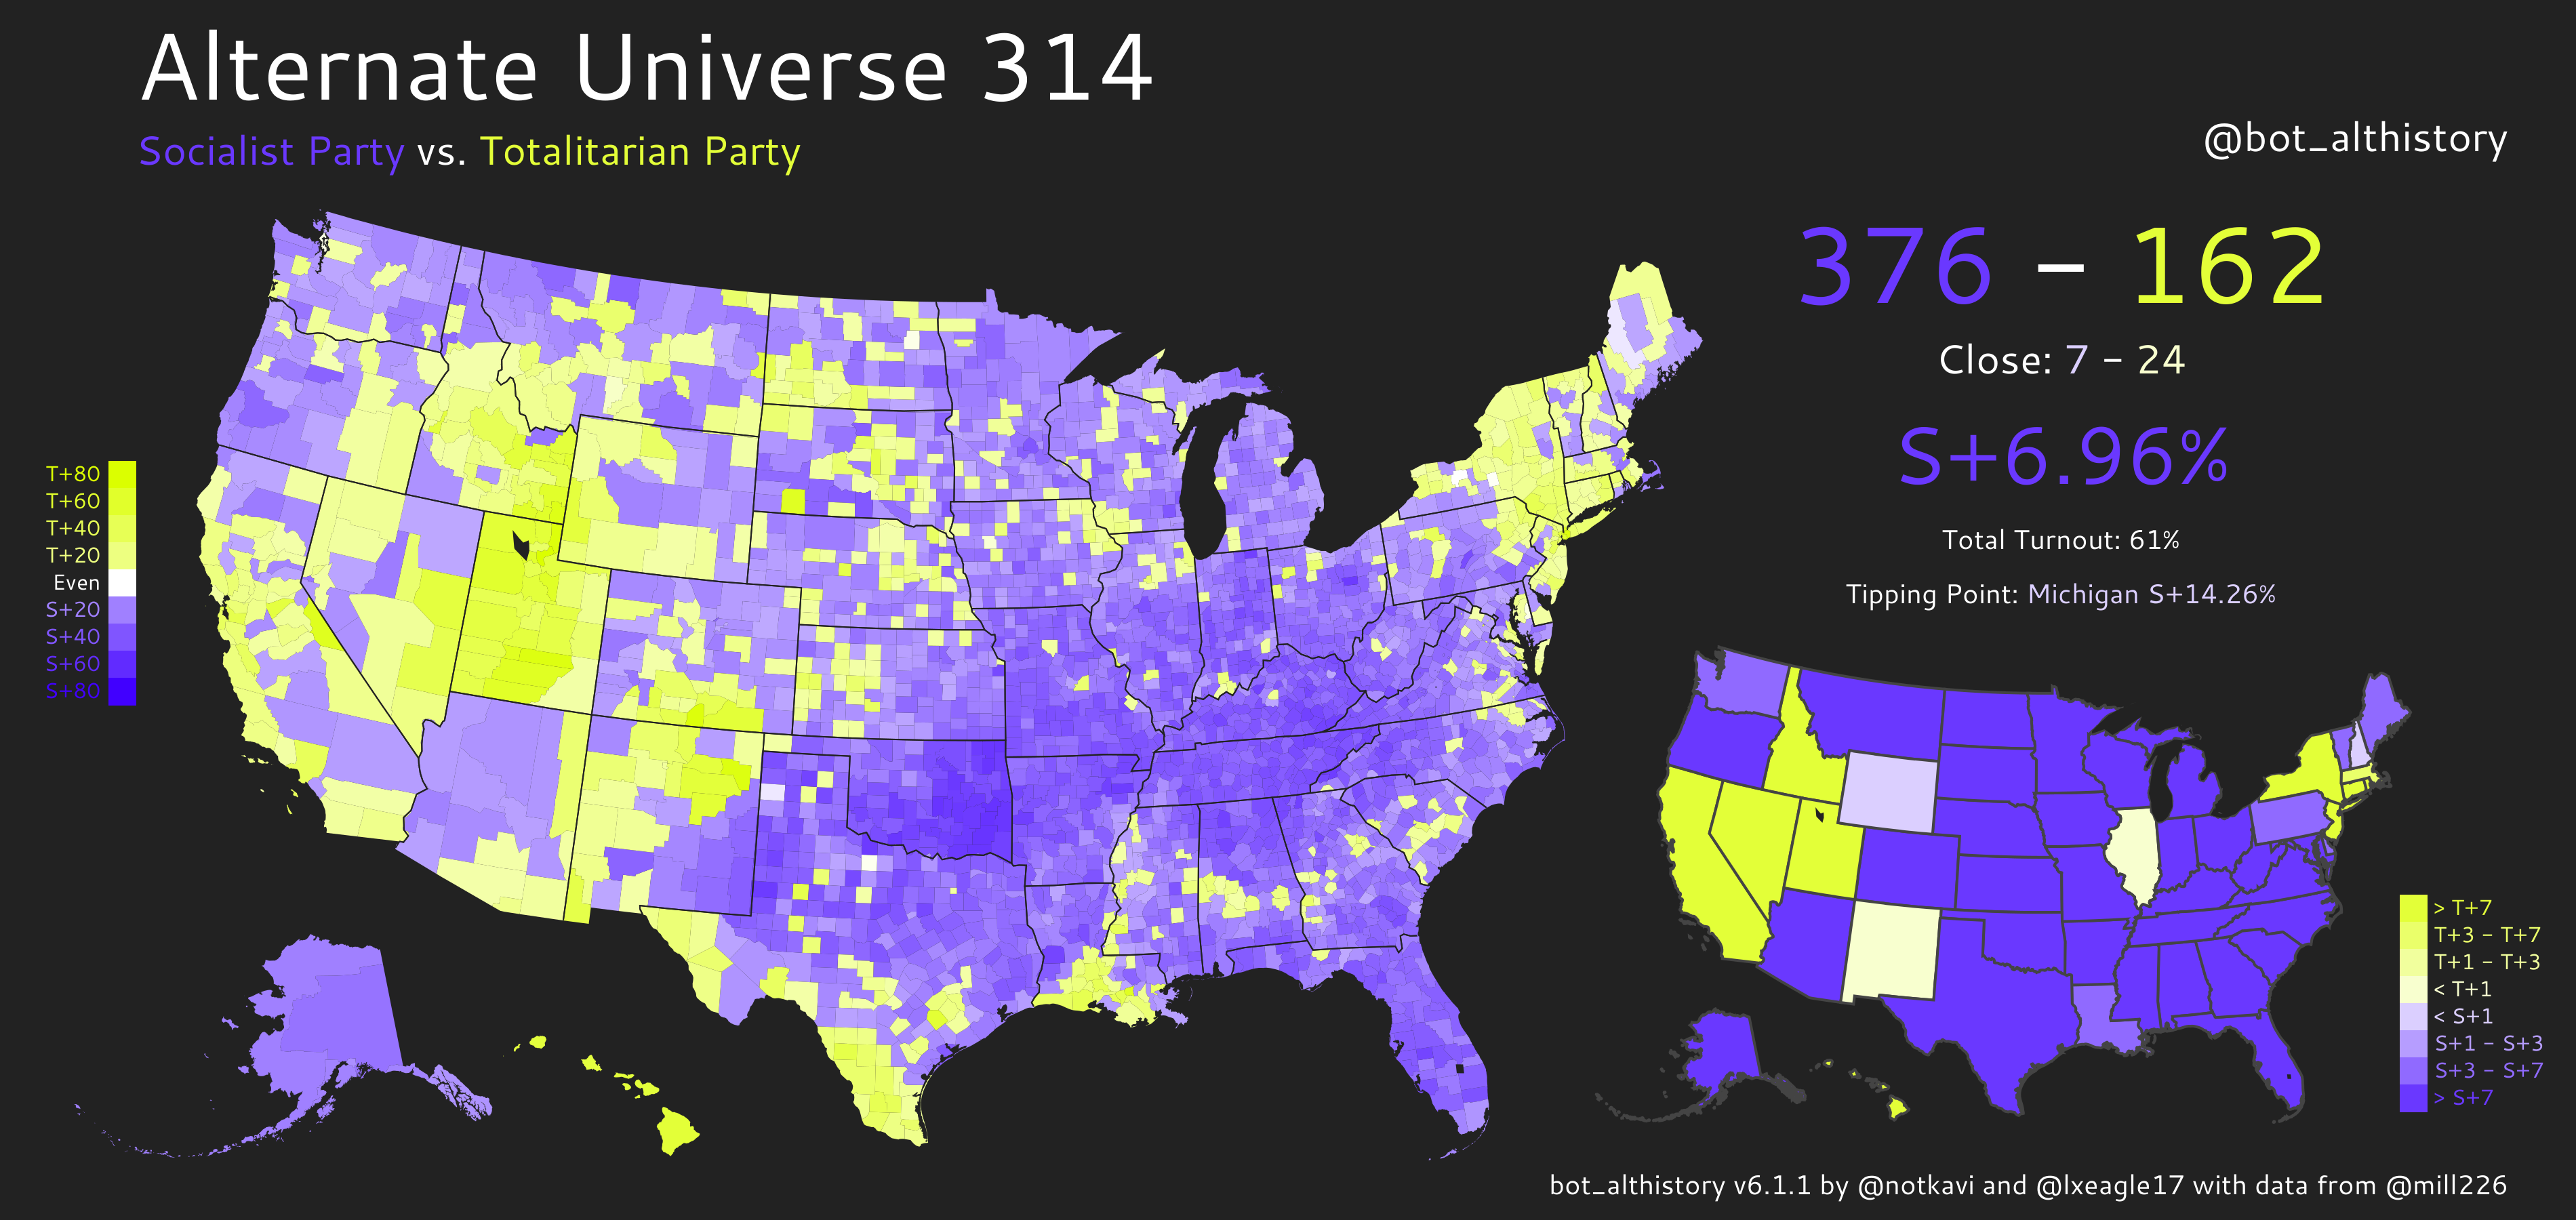 Alternate Universe 314
Socialist Party vs. Totalitarian Party
@bot_althistory
376 – 162
Close: 7 – 24
S+6.96%
Total Turnout: 61%
Tipping Point: Michigan S+14.26%
T+80
T+60
T+40
T+20
Even
S+20
S+40
S+60
S+80
> T+7
T+3 – T+7
T+1 – T+3
< T+1
< S+1
S+1 – S+3
S+3 – S+7
> S+7
bot_althistory v6.1.1 by @notkavi and @lxeagle17 with data from @mill226